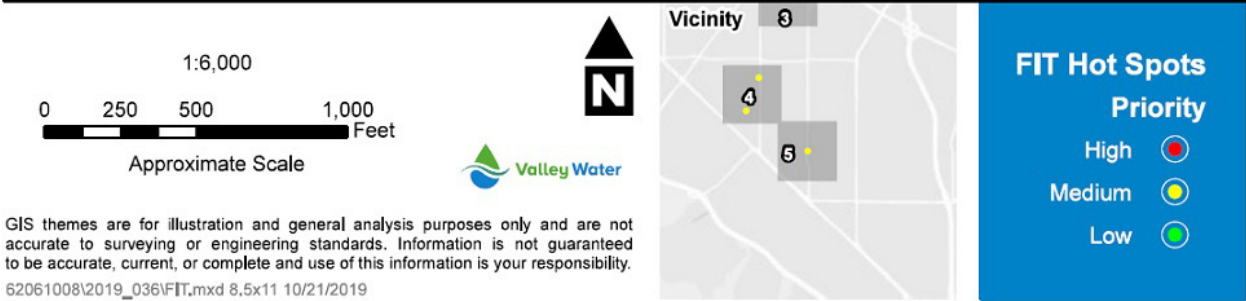 1:6,000
0 250 500 1,000
Feet
Approximate Scale
N
Valley Water
GIS themes are for illustration and general analysis purposes only and are not
accurate to surveying or engineering standards. Information is not guaranteed
to be accurate, current, or complete and use of this information is your responsibility.
62061008\2019_036\FIT.mxd 8.5x11 10/21/2019
Vicinity
3
4
5
FIT Hot Spots
Priority
High
Medium
Low